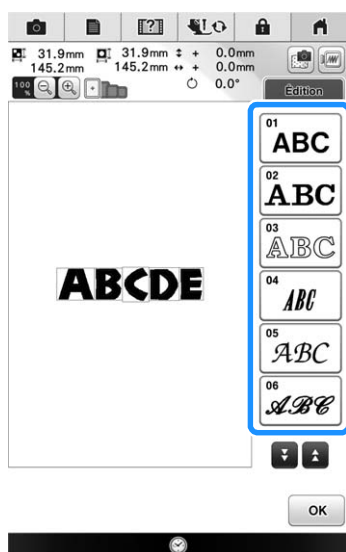 31.9mm 31.9mm + 0.0mm
145.2mm 145.2mm + 0.0mm
100 % 0.0°
Édition
01
ABC
02
ABC
03
ABC
ABCDE
04
ABC
05
ABC
06
ABC
OK